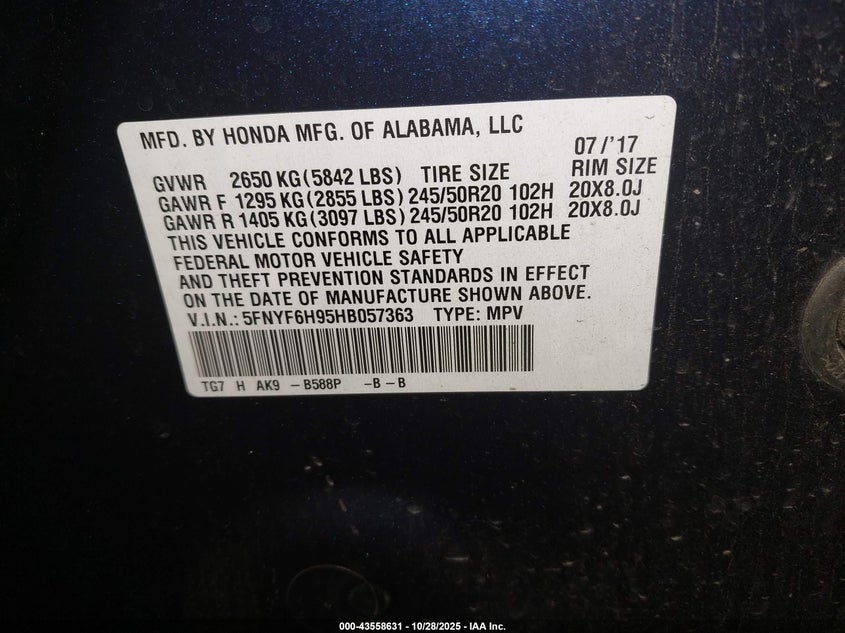 MFD. BY HONDA MFG. OF ALABAMA, LLC
07/'17
GVWR 2650 KG(5842 LBS) TIRE SIZE RIM SIZE
GAWR F 1295 KG(2855 LBS) 245/50R20 102H 20X8.0J
GAWR R 1405 KG(3097 LBS) 245/50R20 102H 20X8.0J
THIS VEHICLE CONFORMS TO ALL APPLICABLE
FEDERAL MOTOR VEHICLE SAFETY
AND THEFT PREVENTION STANDARDS IN EFFECT
ON THE DATE OF MANUFACTURE SHOWN ABOVE.
V.I.N.: 5FNYF6H95HB057363 TYPE: MPV
TG7 H AK9 -B588P -B-B
000-43558631 - 10/28/2025 - IAA Inc.